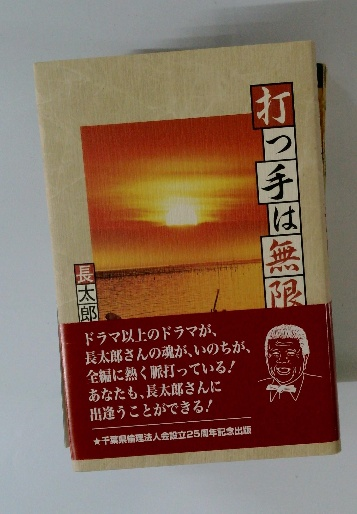 打つ手は無限
長太郎
ドラマ以上のドラマが、
長太郎さんの魂が、いのちが、
全編に熱く脈打っている!
あなたも、長太郎さんに
出逢うことができる!
★千葉県倫理法人会設立25周年記念出版